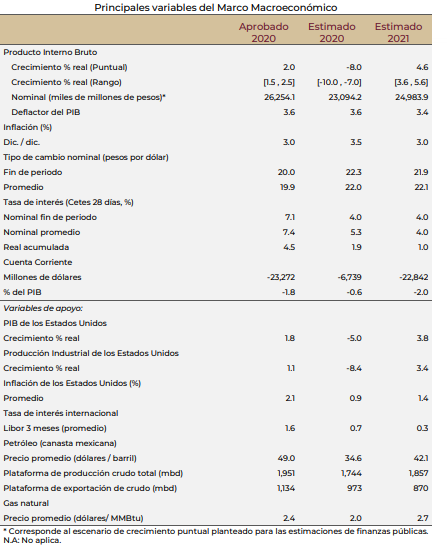 Principales variables del Marco Macroeconómico
Aprobado Estimado Estimado
2020 2020 2021
Producto Interno Bruto
Crecimiento % real (Puntual) 2.0 -8.0 4.6
Crecimiento % real (Rango) [1.5 , 2.5] [-10.0 , -7.0] [3.6 , 5.6]
Nominal (miles de millones de pesos)* 26,254.1 23,094.2 24,983.9
Deflactor del PIB 3.6 3.6 3.4
Inflación (%)
Dic. / dic. 3.0 3.5 3.0
Tipo de cambio nominal (pesos por dólar)
Fin de periodo 20.0 22.3 21.9
Promedio 19.9 22.0 22.1
Tasa de interés (Cetes 28 días, %)
Nominal fin de periodo 7.1 4.0 4.0
Nominal promedio 7.4 5.3 4.0
Real acumulada 4.5 1.9 1.0
Cuenta Corriente
Millones de dólares -23,272 -6,739 -22,842
% del PIB -1.8 -0.6 -2.0
Variables de apoyo:
PIB de los Estados Unidos
Crecimiento % real 1.8 -5.0 3.8
Producción Industrial de los Estados Unidos
Crecimiento % real 1.1 -8.4 3.4
Inflación de los Estados Unidos (%)
Promedio 2.1 0.9 1.4
Tasa de interés internacional
Libor 3 meses (promedio) 1.6 0.7 0.3
Petróleo (canasta mexicana)
Precio promedio (dólares / barril) 49.0 34.6 42.1
Plataforma de producción crudo total (mbd) 1,951 1,744 1,857
Plataforma de exportación de crudo (mbd) 1,134 973 870
Gas natural
Precio promedio (dólares/ MMBtu) 2.4 2.0 2.7
* Corresponde al escenario de crecimiento puntual planteado para las estimaciones de finanzas públicas.
N.A: No aplica.